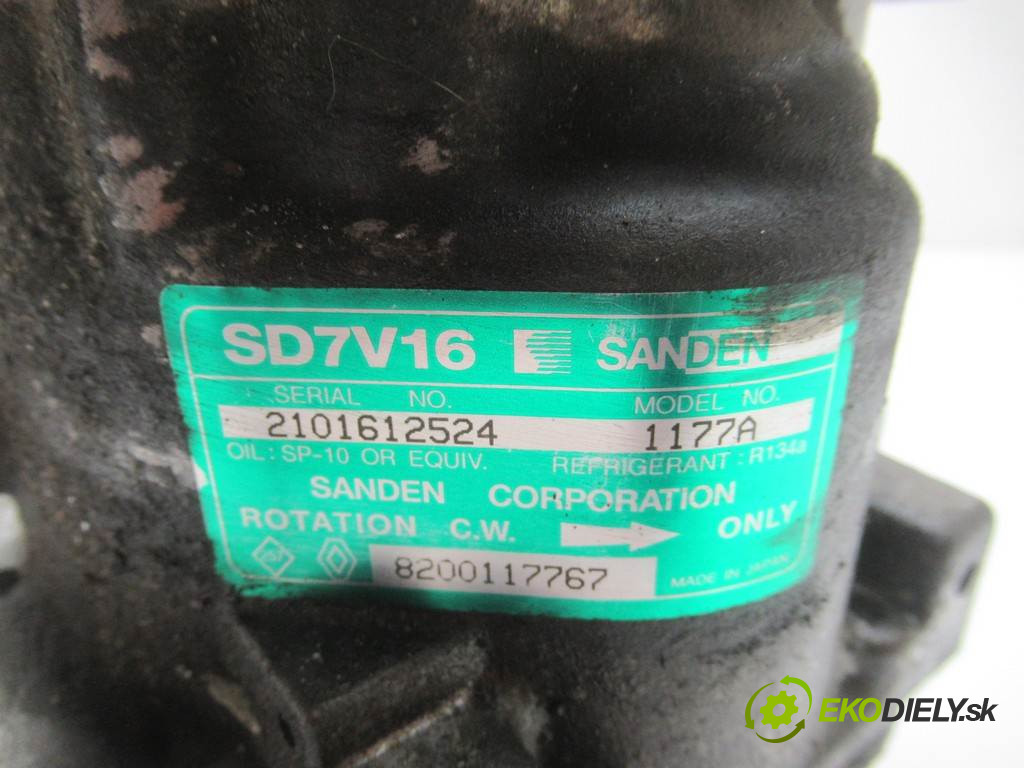 SD7V16 SANDEN
SERIAL NO. MODEL NO.
2101612524 1177A
OIL : SP-10 OR EQUIV. REFRIGERANT : R134a
SANDEN CORPORATION
ROTATION C.W. ONLY
8200117767 MADE IN JAPAN
EKODIELY.sk